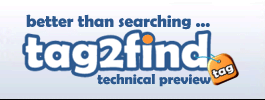 better than searching ...
tag2find
tag
technical preview